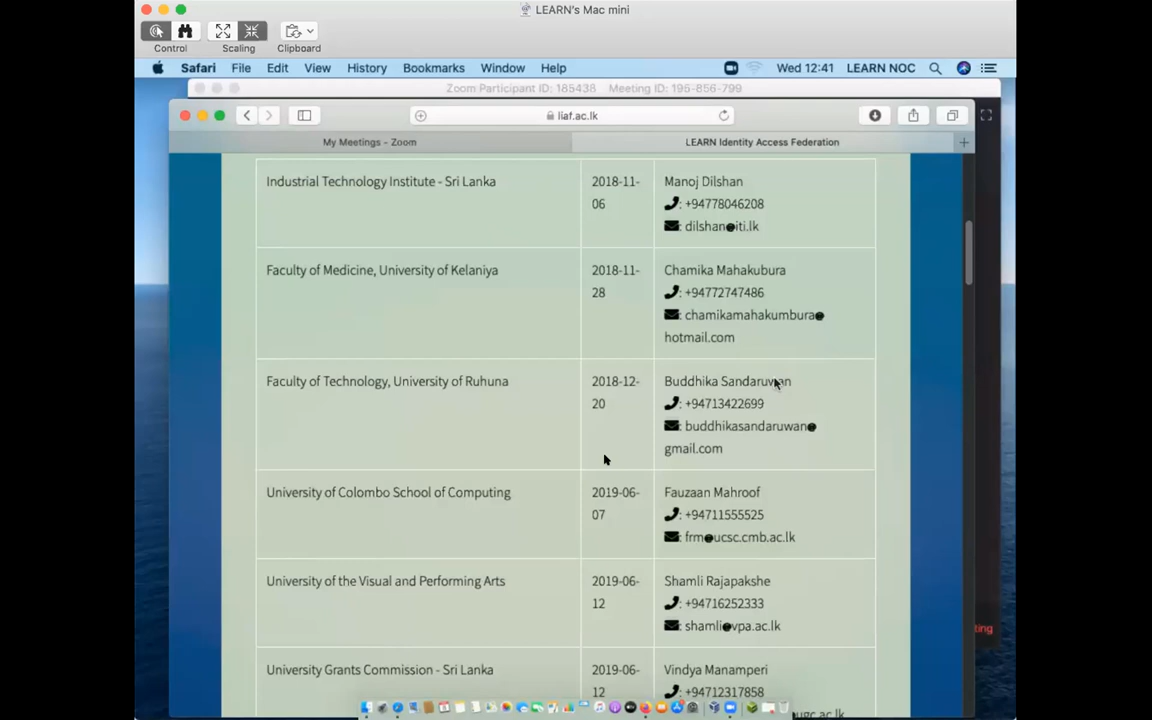 LEARN's Mac mini
Control Scaling Clipboard
Safari File Edit View History Bookmarks Window Help Wed 12:41 LEARN NOC
Zoom Participant ID: 185438 Meeting ID: 196-856-799
liaf.ac.lk
My Meetings - Zoom LEARN Identity Access Federation
Industrial Technology Institute - Sri Lanka 2018-11- Manoj Dilshan
06 : +94778046208
: dilshan@iti.lk
Faculty of Medicine, University of Kelaniya 2018-11- Chamika Mahakubura
28 : +94772747486
: chamikamahakumbura@
hotmail.com
Faculty of Technology, University of Ruhuna 2018-12- Buddhika Sandaruwan
20 : +94713422699
: buddhikasandaruwan@
gmail.com
University of Colombo School of Computing 2019-06- Fauzaan Mahroof
07 : +94711555525
: frm@ucsc.cmb.ac.lk
University of the Visual and Performing Arts 2019-06- Shamli Rajapakshe
12 : +94716252333
: shamli@vpa.ac.lk
University Grants Commission - Sri Lanka 2019-06- Vindya Manamperi
12 : +94712317858